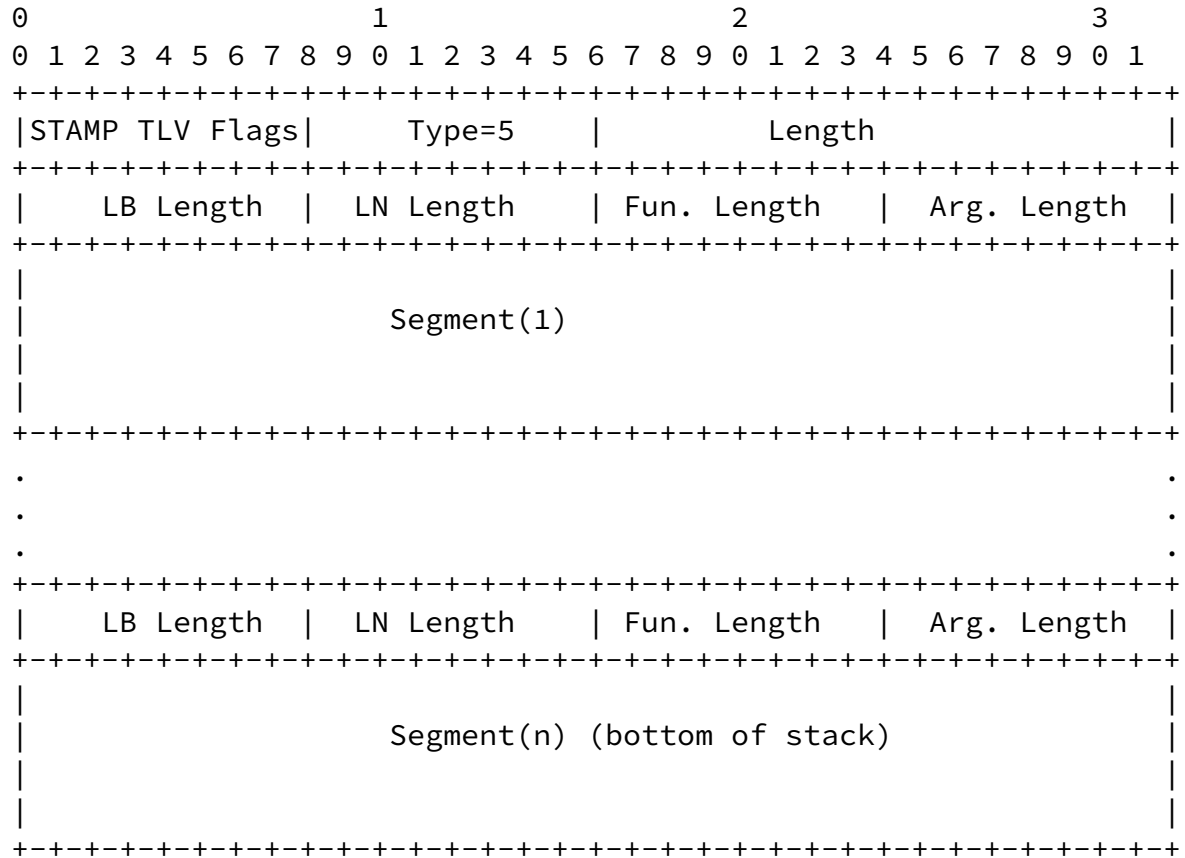 0                   1                   2                   3
0 1 2 3 4 5 6 7 8 9 0 1 2 3 4 5 6 7 8 9 0 1 2 3 4 5 6 7 8 9 0 1
+-+-+-+-+-+-+-+-+-+-+-+-+-+-+-+-+-+-+-+-+-+-+-+-+-+-+-+-+-+-+-+-+
|STAMP TLV Flags|     Type=5    |         Length                |
+-+-+-+-+-+-+-+-+-+-+-+-+-+-+-+-+-+-+-+-+-+-+-+-+-+-+-+-+-+-+-+-+
|    LB Length  |  LN Length    | Fun. Length   |  Arg. Length  |
+-+-+-+-+-+-+-+-+-+-+-+-+-+-+-+-+-+-+-+-+-+-+-+-+-+-+-+-+-+-+-+-+
|                                                               |
|                    Segment(1)                                 |
|                                                               |
|                                                               |
+-+-+-+-+-+-+-+-+-+-+-+-+-+-+-+-+-+-+-+-+-+-+-+-+-+-+-+-+-+-+-+-+
.                                                               .
.                                                               .
.                                                               .
+-+-+-+-+-+-+-+-+-+-+-+-+-+-+-+-+-+-+-+-+-+-+-+-+-+-+-+-+-+-+-+-+
|    LB Length  |  LN Length    | Fun. Length   |  Arg. Length  |
+-+-+-+-+-+-+-+-+-+-+-+-+-+-+-+-+-+-+-+-+-+-+-+-+-+-+-+-+-+-+-+-+
|                                                               |
|                    Segment(n) (bottom of stack)               |
|                                                               |
|                                                               |
+-+-+-+-+-+-+-+-+-+-+-+-+-+-+-+-+-+-+-+-+-+-+-+-+-+-+-+-+-+-+-+-+